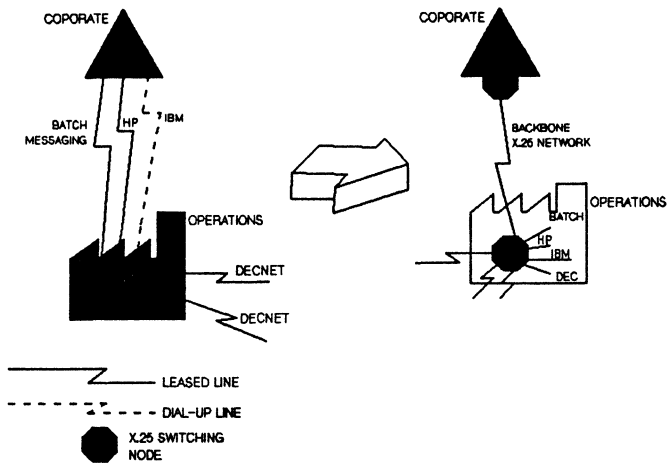 COPORATE
BATCH
MESSAGING
HP
IBM
OPERATIONS
DECNET
DECNET
LEASED LINE
DIAL-UP LINE
X.25 SWITCHING
NODE
COPORATE
BACKBONE
X.25 NETWORK
OPERATIONS
BATCH
HP
IBM
DEC